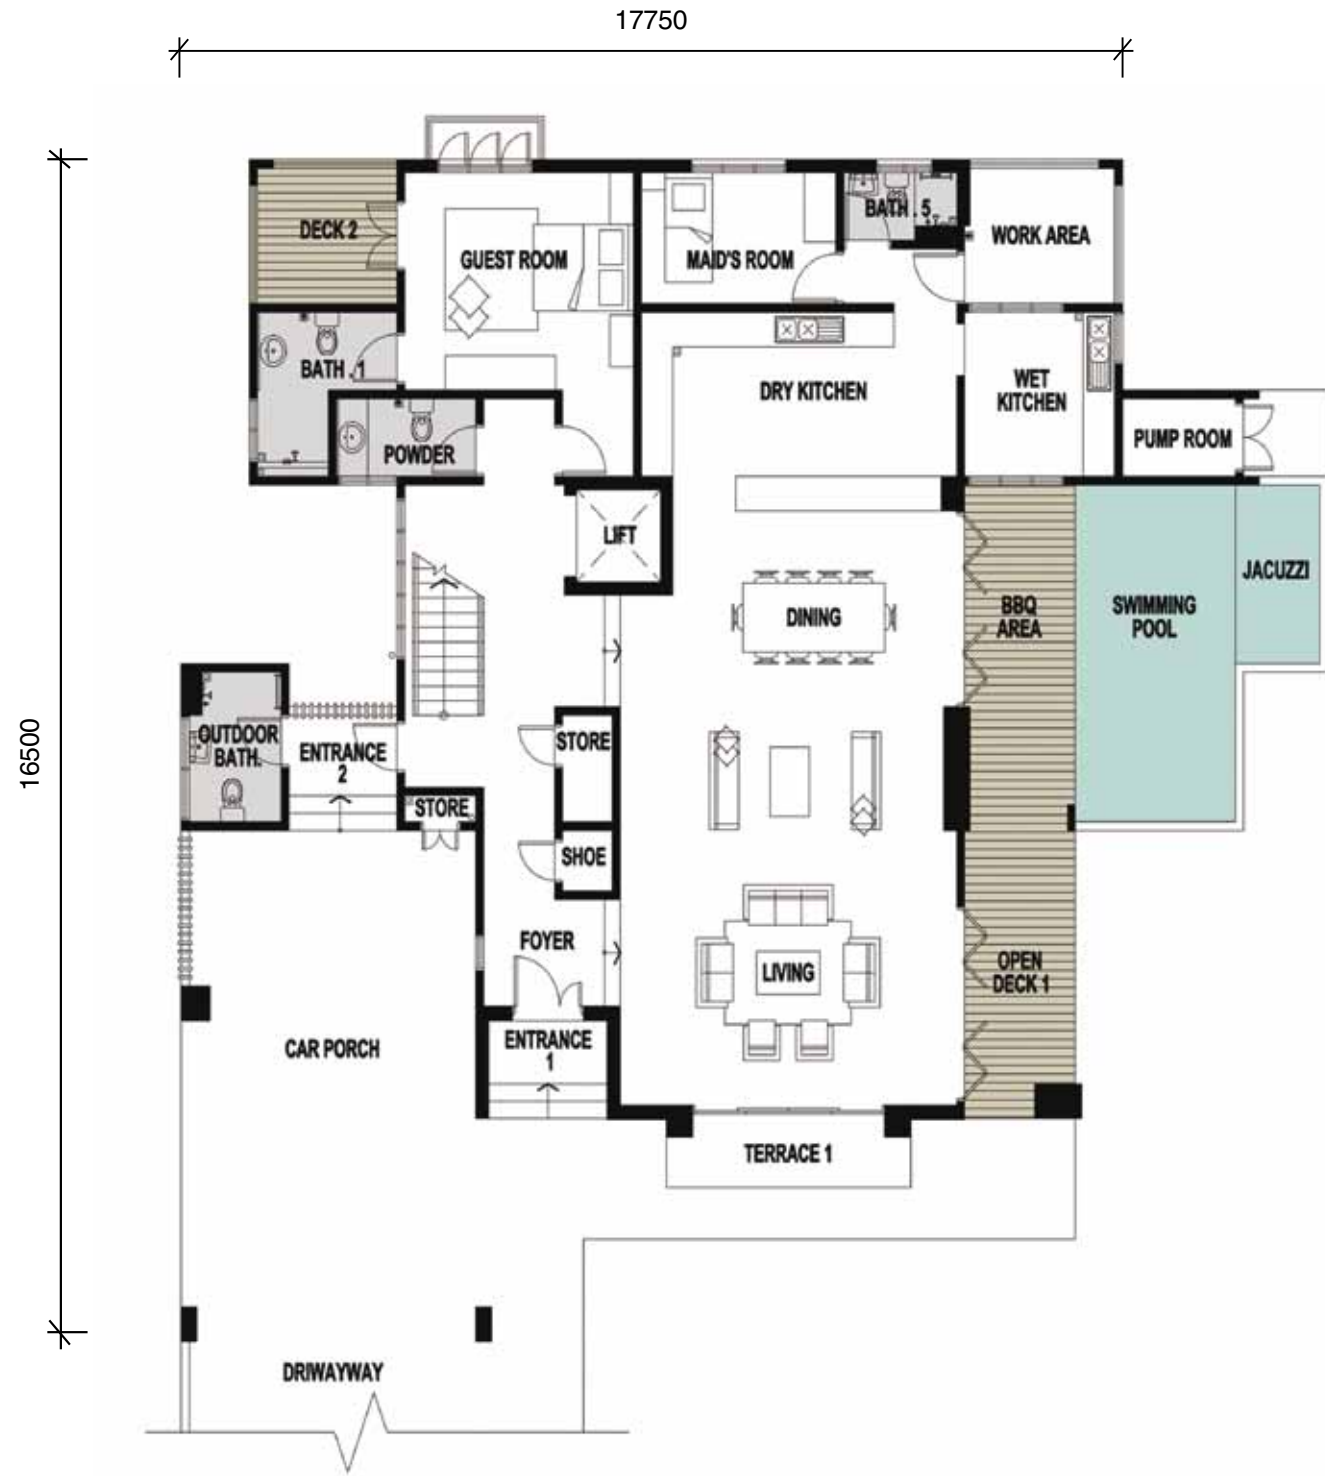 17750
16500
DECK 2
GUEST ROOM
MAID'S ROOM
BATH . 5
WORK AREA
BATH . 1
POWDER
DRY KITCHEN
WET
KITCHEN
PUMP ROOM
LIFT
DINING
BBQ
AREA
SWIMMING
POOL
JACUZZI
OUTDOOR
BATH.
ENTRANCE
2
STORE
STORE
SHOE
FOYER
LIVING
OPEN
DECK 1
CAR PORCH
ENTRANCE
1
TERRACE 1
DRIWAYWAY